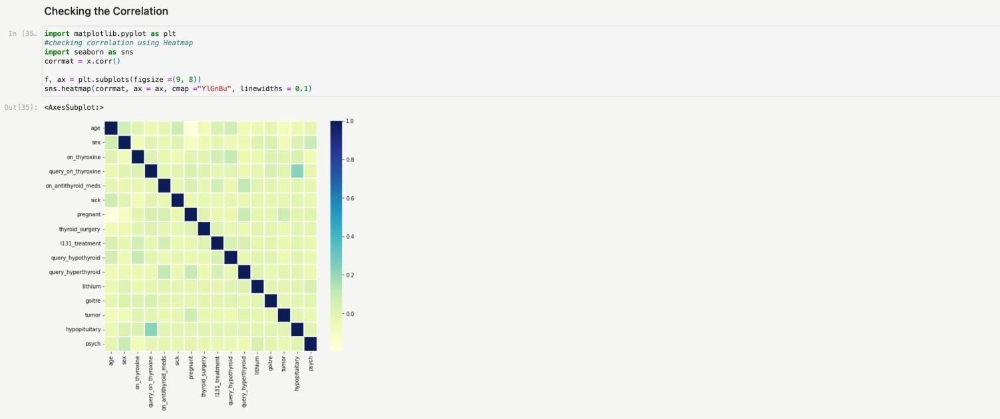 Checking the Correlation
In [35…
import matplotlib.pyplot as plt
#checking correlation using Heatmap
import seaborn as sns
corrmat = x.corr()
f, ax = plt.subplots(figsize =(9, 8))
sns.heatmap(corrmat, ax = ax, cmap ="YlGnBu", linewidths = 0.1)
Out[35]: <AxesSubplot:>
age
sex
on_thyroxine
query_on_thyroxine
on_antithyroid_meds
sick
pregnant
thyroid_surgery
I131_treatment
query_hypothyroid
query_hyperthyroid
lithium
goitre
tumor
hypopituitary
psych
1.0
0.8
0.6
0.4
0.2
0.0
age
sex
on_thyroxine
query_on_thyroxine
on_antithyroid_meds
sick
pregnant
thyroid_surgery
I131_treatment
query_hypothyroid
query_hyperthyroid
lithium
goitre
tumor
hypopituitary
psych